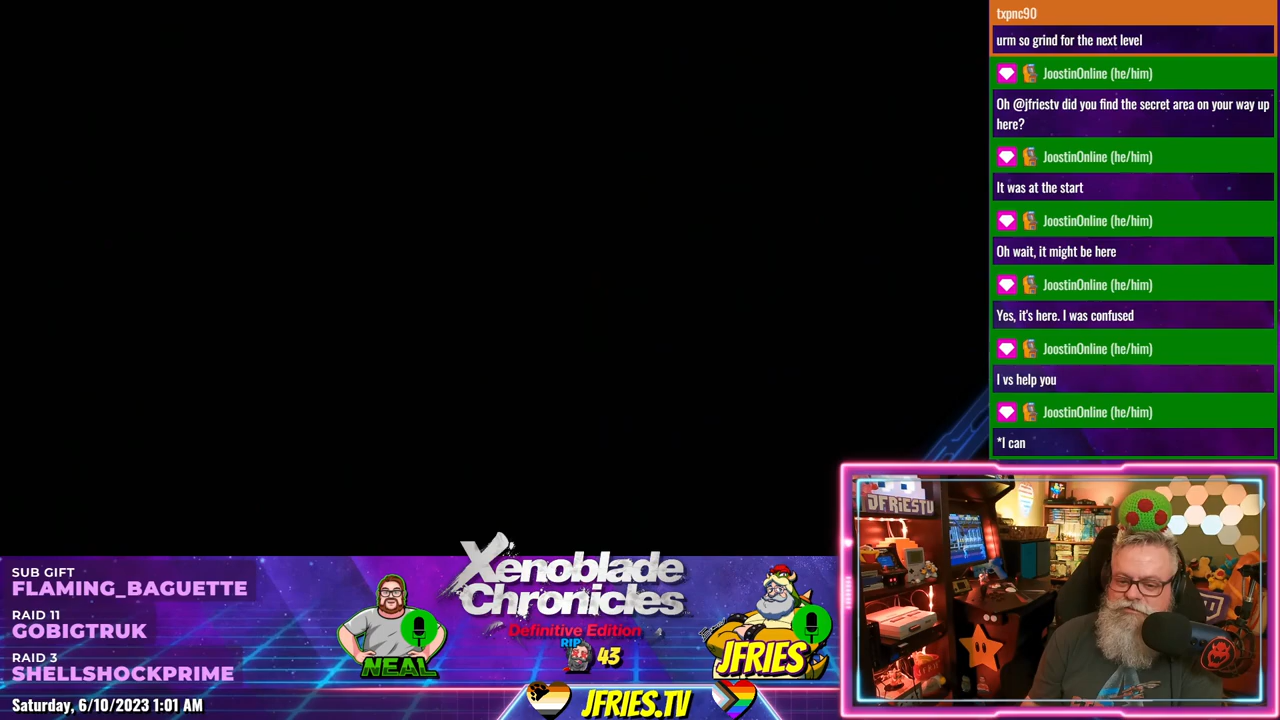 txpnc90
urm so grind for the next level
JoostinOnline (he/him)
Oh @jfriestv did you find the secret area on your way up
here?
JoostinOnline (he/him)
It was at the start
JoostinOnline (he/him)
Oh wait, it might be here
JoostinOnline (he/him)
Yes, it's here. I was confused
JoostinOnline (he/him)
I vs help you
JoostinOnline (he/him)
*I can
JFRIESTV
SUB GIFT
FLAMING_BAGUETTE
RAID 11
GOBIGTRUK
RAID 3
SHELLSHOCKPRIME
Saturday, 6/10/2023 1:01 AM
NEAL
Xenoblade
Chronicles
Definitive Edition
RIP
43
JFRIES
JFRIES.TV